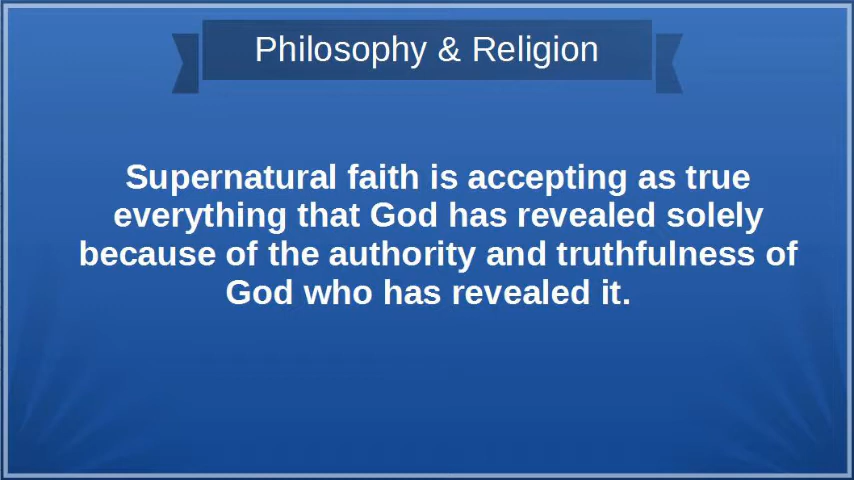 Philosophy & Religion
Supernatural faith is accepting as true
everything that God has revealed solely
because of the authority and truthfulness of
God who has revealed it.